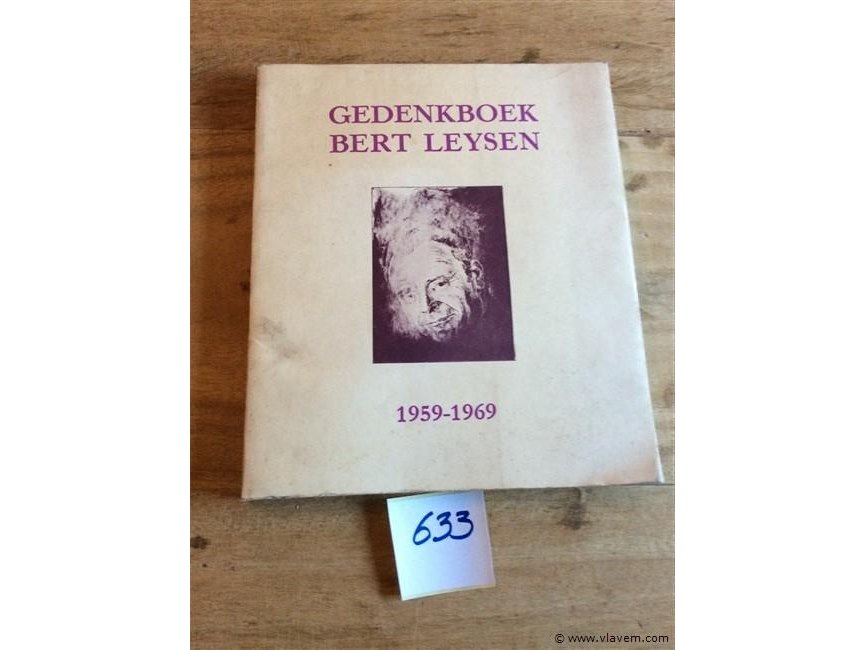 GEDENKBOEK
BERT LEYSEN
1959-1969
633
© www.vlavem.com